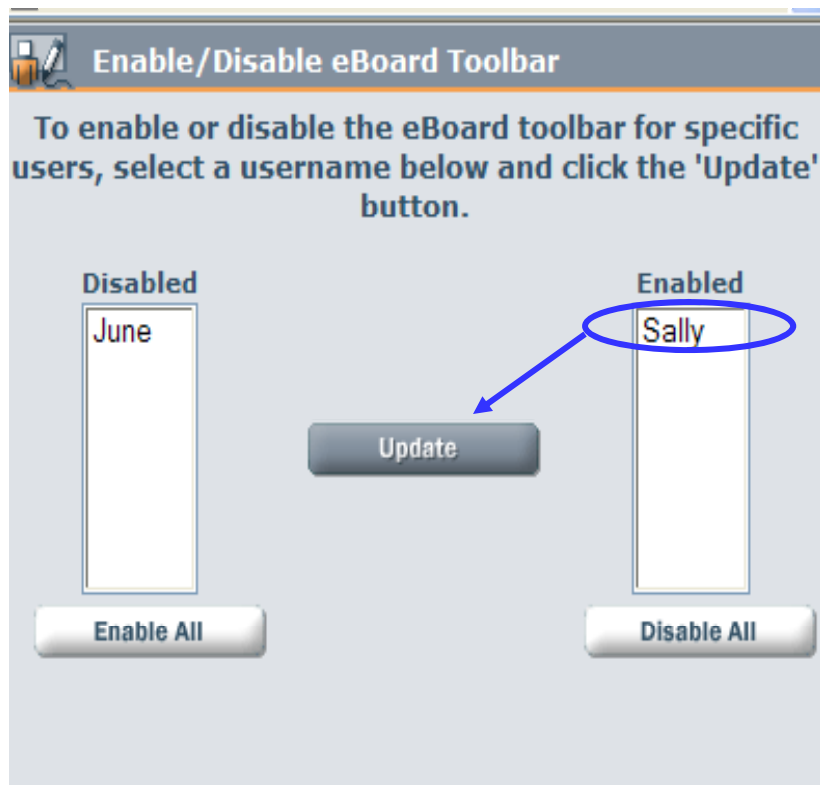 Enable/Disable eBoard Toolbar
To enable or disable the eBoard toolbar for specific
users, select a username below and click the 'Update'
button.
Disabled
Enabled
June
Sally
Update
Enable All
Disable All